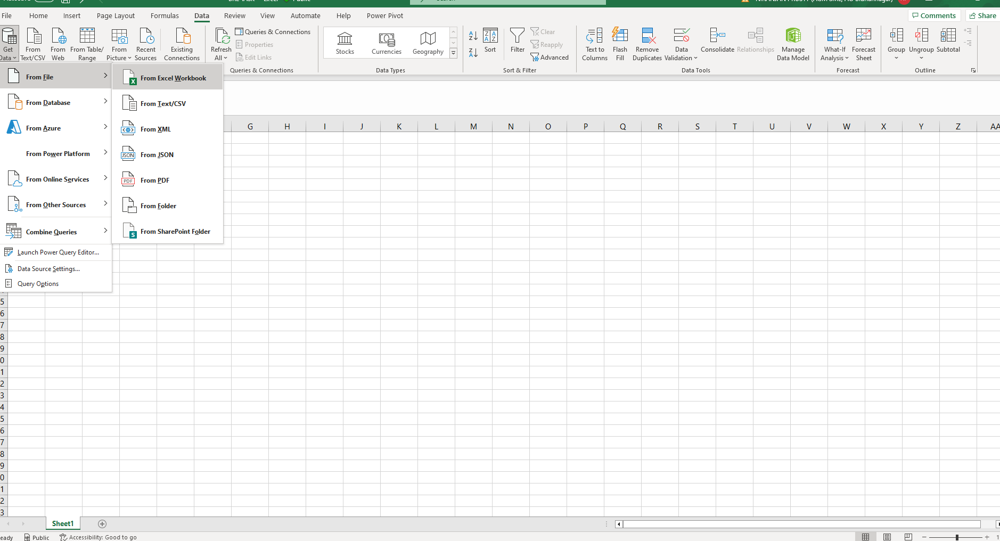 Public
File Home Insert Page Layout Formulas Data Review View Automate Help Power Pivot Comments Share
Get Data
From Text/CSV
From Web
From Table/ Range
From Picture
Recent Sources
Existing Connections
Refresh All
Queries & Connections
Properties
Edit Links
Queries & Connections
Stocks
Currencies
Geography
Data Types
Sort
Filter
Clear
Reapply
Advanced
Sort & Filter
Text to Columns
Flash Fill
Remove Duplicates
Data Validation
Consolidate
Relationships
Manage Data Model
Data Tools
What-If Analysis
Forecast Sheet
Forecast
Group
Ungroup
Subtotal
Outline
From File
From Database
From Azure
From Power Platform
From Online Services
From Other Sources
Combine Queries
Launch Power Query Editor...
Data Source Settings...
Query Options
From Excel Workbook
From Text/CSV
From XML
JSON From JSON
PDF From PDF
From Folder
From SharePoint Folder
G H I J K L M N O P Q R S T U V W X Y Z AA
5
6
7
8
9
0
1
2
3
4
5
6
7
8
9
0
1
2
3
Sheet1
eady Public Accessibility: Good to go